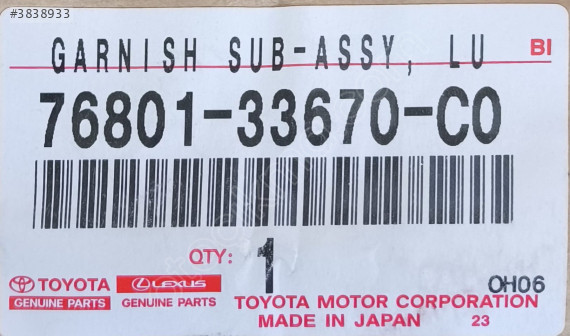 #3838933
GARNISH SUB-ASSY, LU
BI
76801-33670-C0
QTY: 1
TOYOTA
GENUINE PARTS
LEXUS
GENUINE PARTS
0H06
TOYOTA MOTOR CORPORATION
MADE IN JAPAN 23